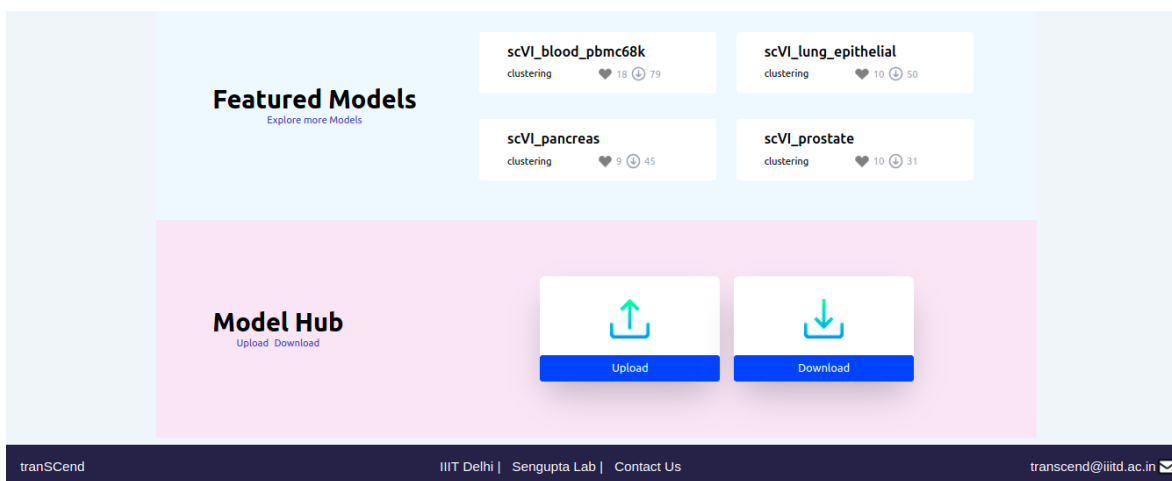 scVI_blood_pbmc68k
clustering 18 79
scVI_lung_epithelial
clustering 10 50
Featured Models
Explore more Models
scVI_pancreas
clustering 9 45
scVI_prostate
clustering 10 31
Model Hub
Upload Download
Upload
Download
tranSCend
IIIT Delhi | Sengupta Lab | Contact Us
transcend@iiitd.ac.in